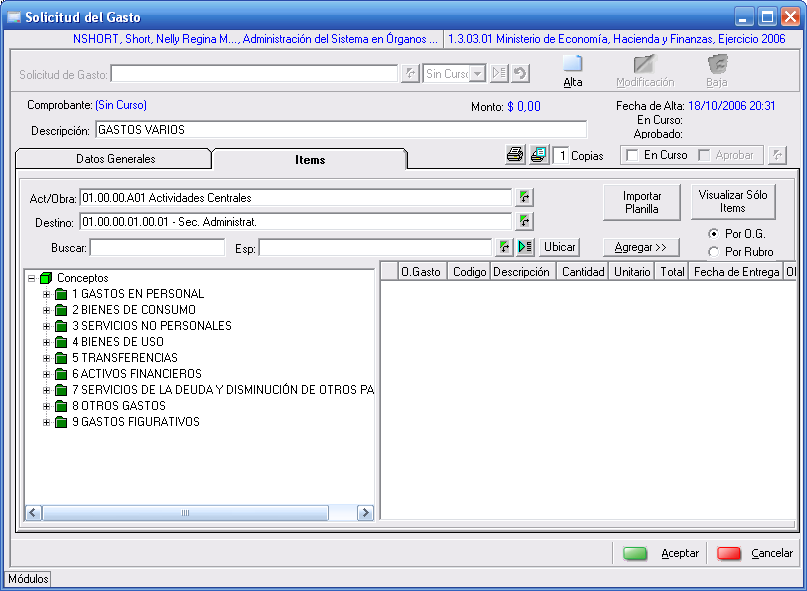 Solicitud del Gasto
NSHORT, Short, Nelly Regina M..., Administración del Sistema en Órganos ... 1.3.03.01 Ministerio de Economía, Hacienda y Finanzas, Ejercicio 2006
Solicitud de Gasto: Sin Curso Alta Modificación Baja
Comprobante: (Sin Curso) Monto: $ 0,00 Fecha de Alta: 18/10/2006 20:31
En Curso:
Aprobado:
Descripción: GASTOS VARIOS
Datos Generales Items 1 Copias En Curso Aprobar
Act/Obra: 01.00.00.A01 Actividades Centrales
Destino: 01.00.00.01.00.01 - Sec. Administrat.
Importar Planilla Visualizar Sólo Items
Por O.G.
Buscar: Esp: Ubicar Agregar >> Por Rubro
O.Gasto Codigo Descripción Cantidad Unitario Total Fecha de Entrega
Conceptos
1 GASTOS EN PERSONAL
2 BIENES DE CONSUMO
3 SERVICIOS NO PERSONALES
4 BIENES DE USO
5 TRANSFERENCIAS
6 ACTIVOS FINANCIEROS
7 SERVICIOS DE LA DEUDA Y DISMINUCIÓN DE OTROS PA
8 OTROS GASTOS
9 GASTOS FIGURATIVOS
Aceptar Cancelar
Módulos